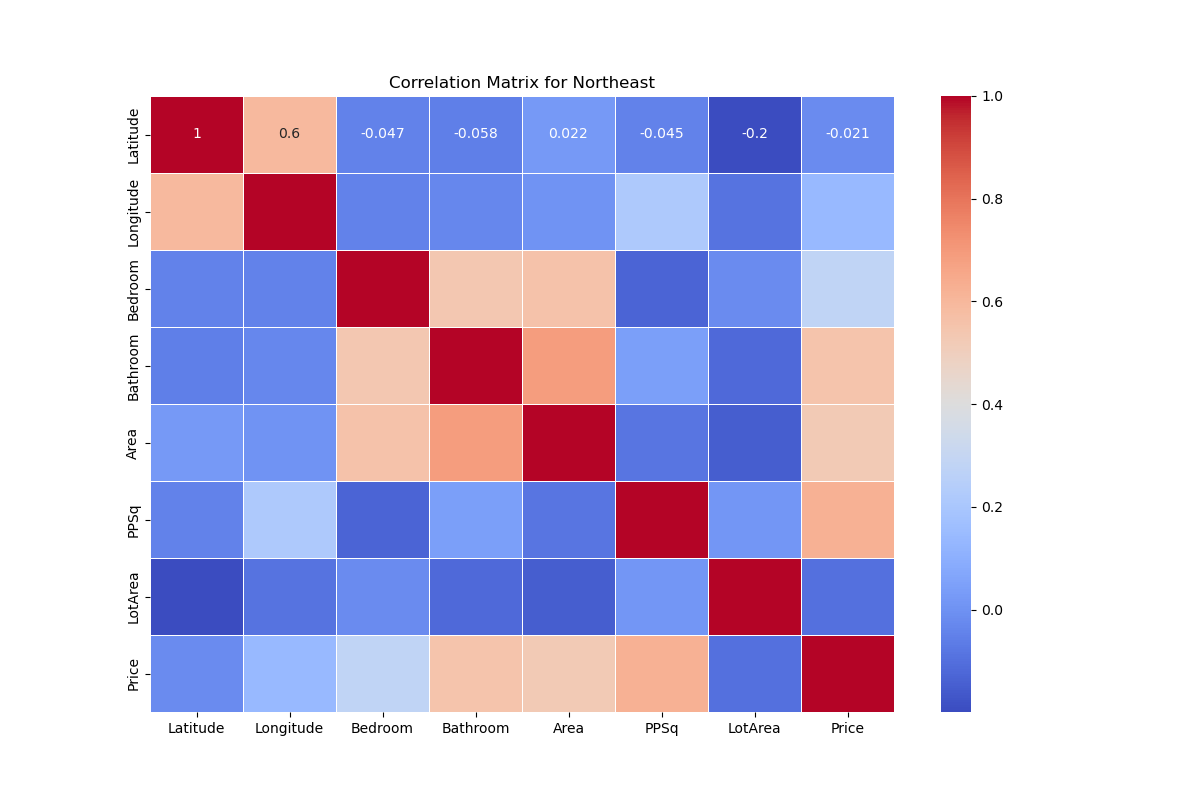 Correlation Matrix for Northeast
Latitude 1 0.6 -0.047 -0.058 0.022 -0.045 -0.2 -0.021
Longitude
Bedroom
Bathroom
Area
PPSq
LotArea
Price
Latitude Longitude Bedroom Bathroom Area PPSq LotArea Price
1.0
0.8
0.6
0.4
0.2
0.0